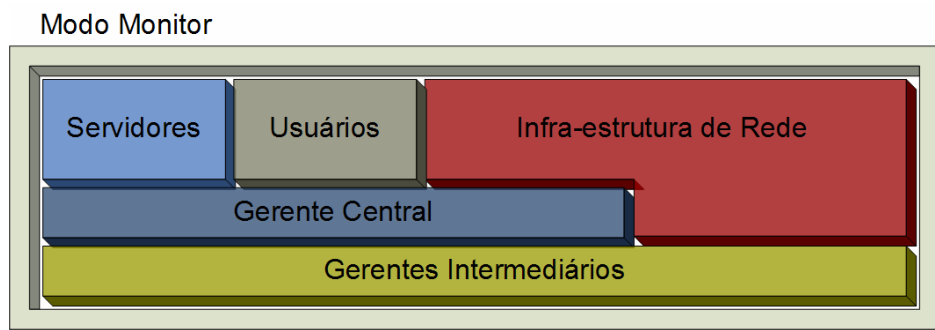 Modo Monitor
Servidores
Usuários
Infra-estrutura de Rede
Gerente Central
Gerentes Intermediários